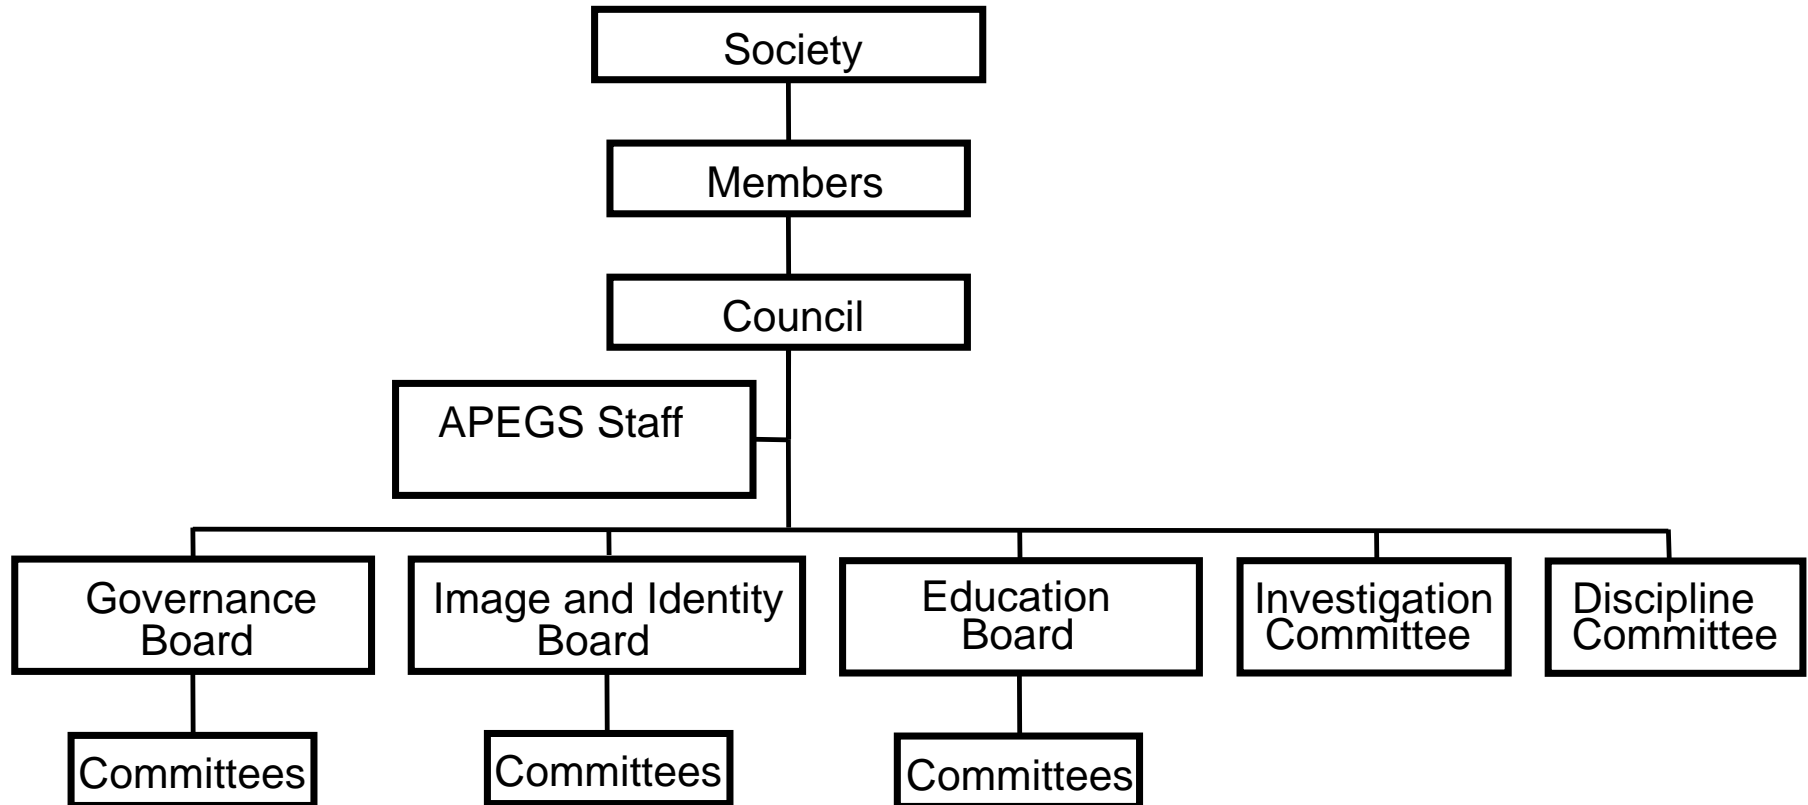 Society
Members
Council
APEGS Staff
Governance
Board
Image and Identity
Board
Education
Board
Investigation
Committee
Discipline
Committee
Committees
Committees
Committees